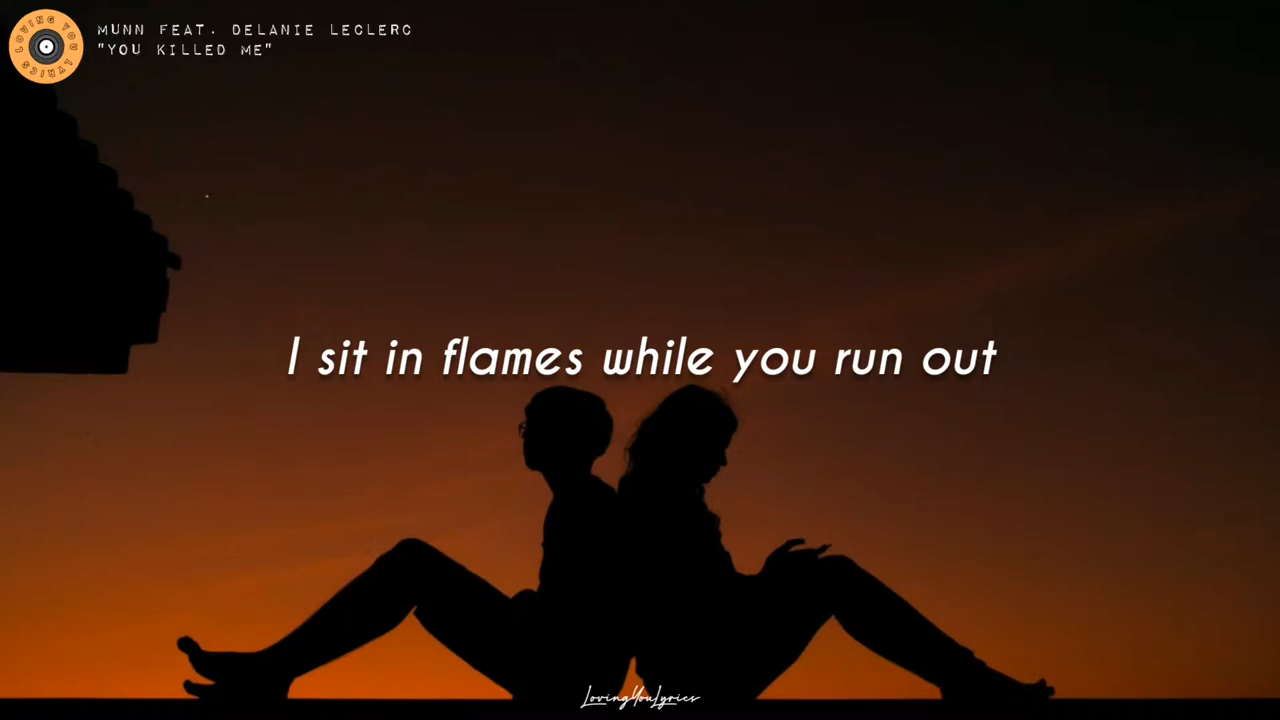 MUNN FEAT. DELANIE LECLERC
"YOU KILLED ME"
LOVING YOU LYRICS
I sit in flames while you run out
LovingYouLyrics